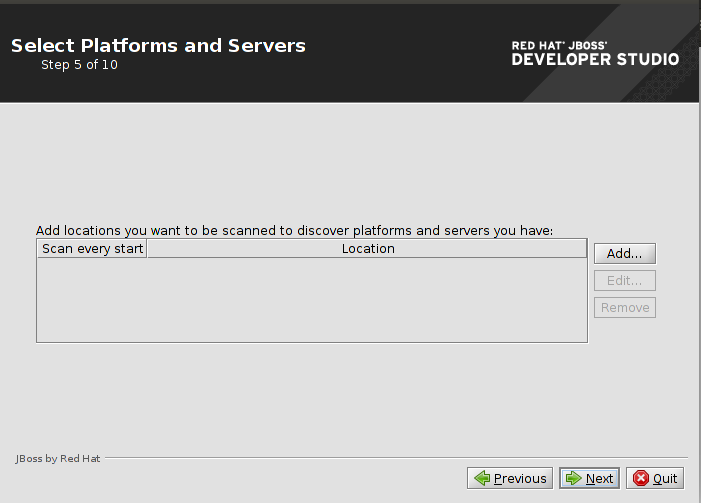 Select Platforms and Servers
Step 5 of 10
RED HAT® JBOSS®
DEVELOPER STUDIO
Add locations you want to be scanned to discover platforms and servers you have:
Scan every start Location
Add...
Edit...
Remove
JBoss by Red Hat
Previous Next Quit